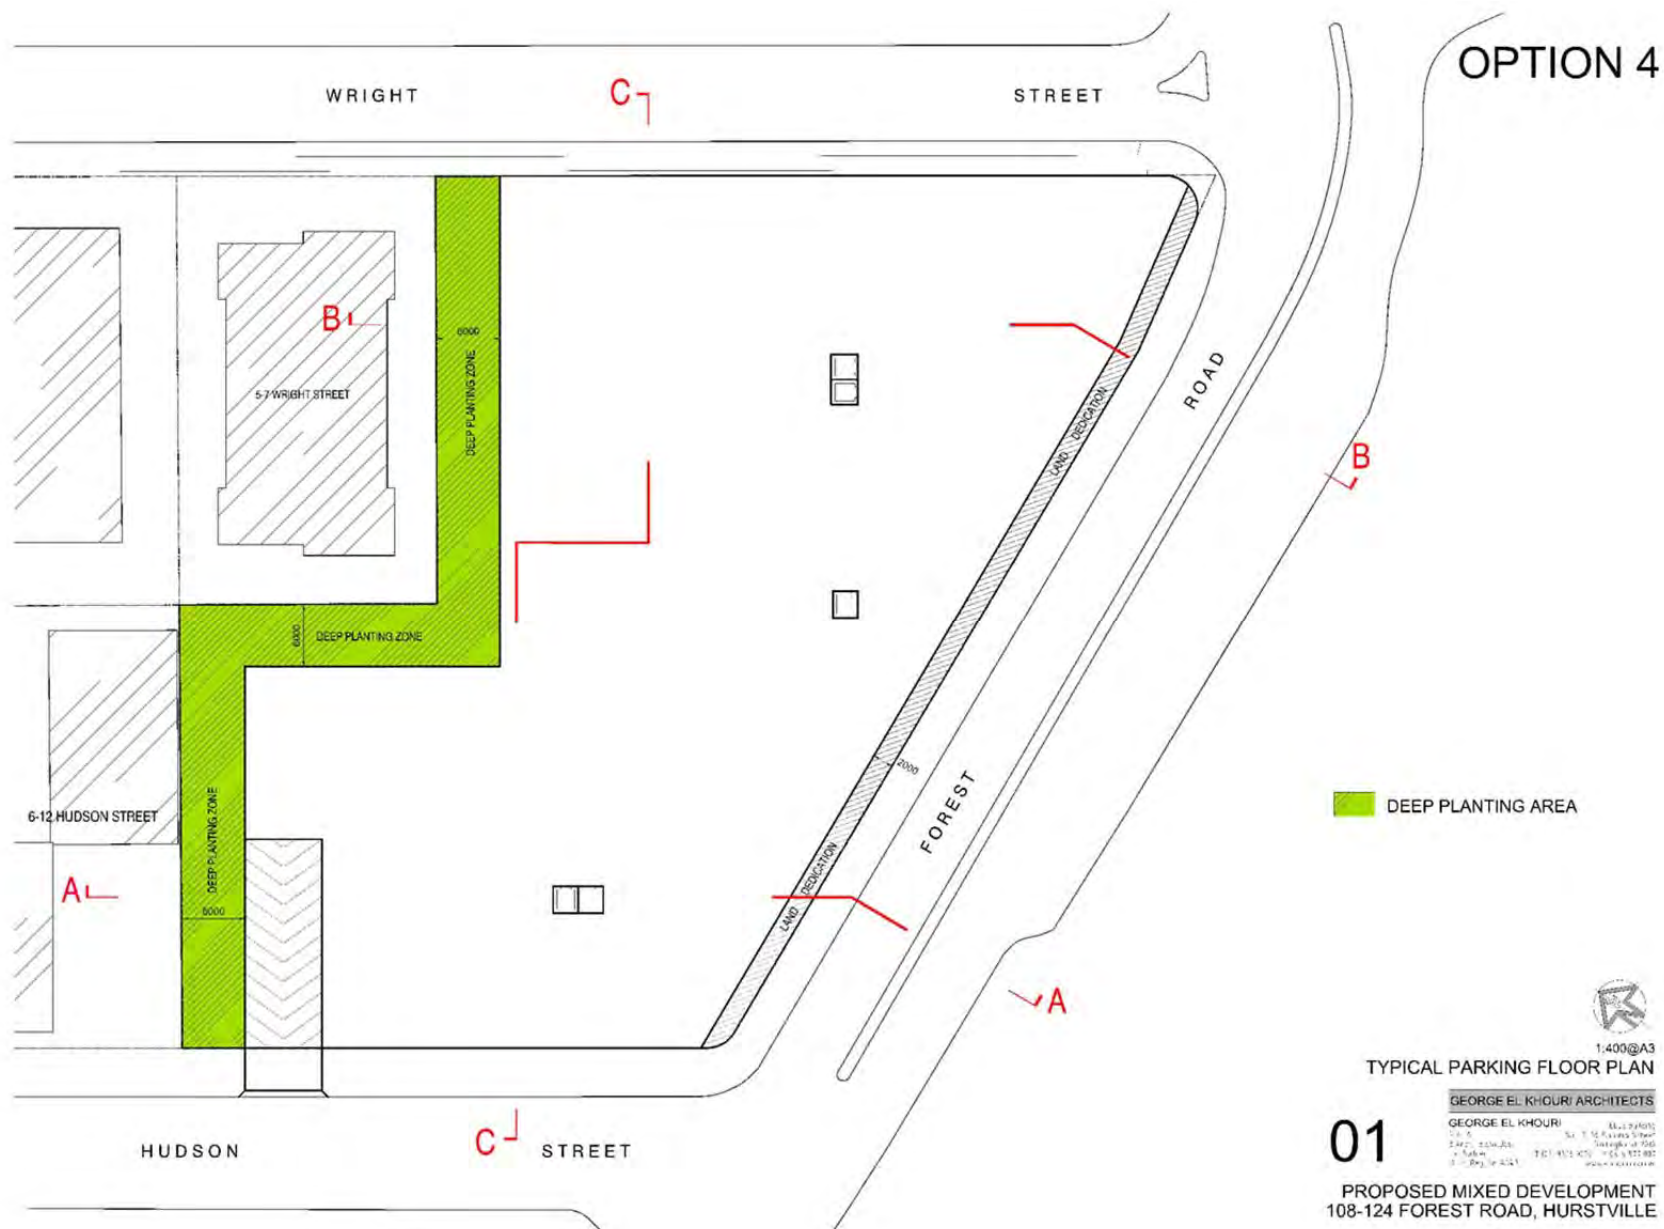 OPTION 4
WRIGHT STREET
C
B
6000
DEEP PLANTING ZONE
5-7 WRIGHT STREET
ROAD
LAND DEDICATION
B
6000
DEEP PLANTING ZONE
2000
FOREST
DEEP PLANTING AREA
6-12 HUDSON STREET
DEEP PLANTING ZONE
LAND DEDICATION
A
6000
A
1:400@A3
TYPICAL PARKING FLOOR PLAN
GEORGE EL KHOURI ARCHITECTS
GEORGE EL KHOURI
01
C
HUDSON STREET
PROPOSED MIXED DEVELOPMENT
108-124 FOREST ROAD, HURSTVILLE